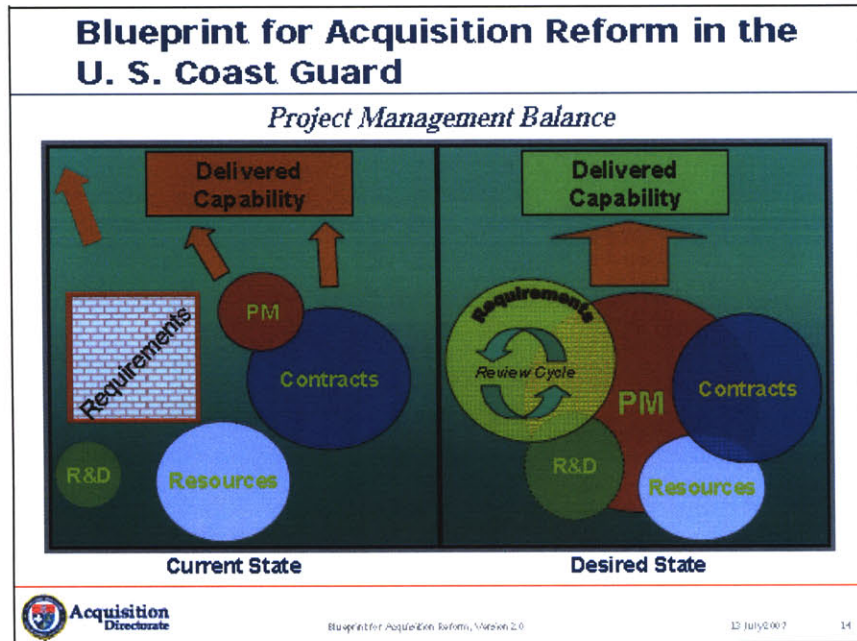 Blueprint for Acquisition Reform in the
U. S. Coast Guard
Project Management Balance
Delivered
Capability
Requirements
PM
Contracts
R&D
Resources
Current State
Delivered
Capability
Requirements
Review Cycle
PM
Contracts
R&D
Resources
Desired State
Acquisition
Directorate
Blueprint for Acquisition Reform, Version 2.0
13 July 2007
14